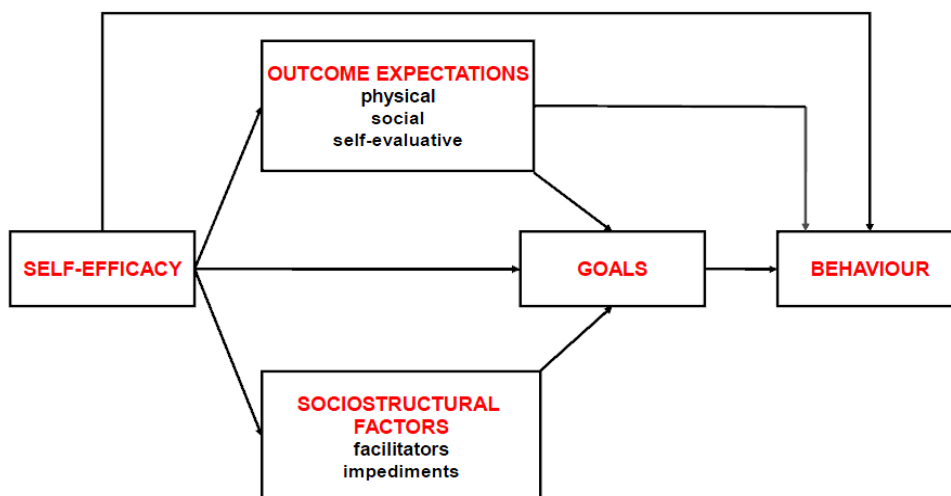 OUTCOME EXPECTATIONS
physical
social
self-evaluative
SELF-EFFICACY
GOALS
BEHAVIOUR
SOCIOSTRUCTURAL
FACTORS
facilitators
impediments